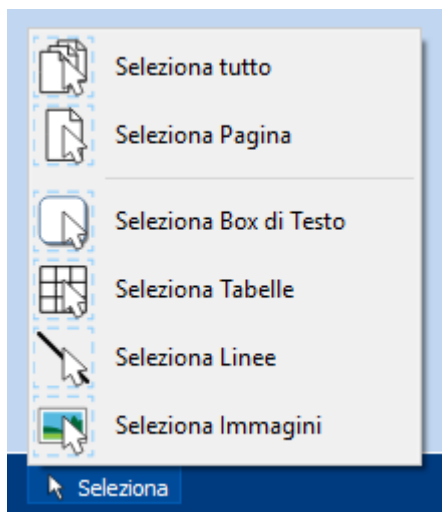 Seleziona tutto
Seleziona Pagina
Seleziona Box di Testo
Seleziona Tabelle
Seleziona Linee
Seleziona Immagini
Seleziona